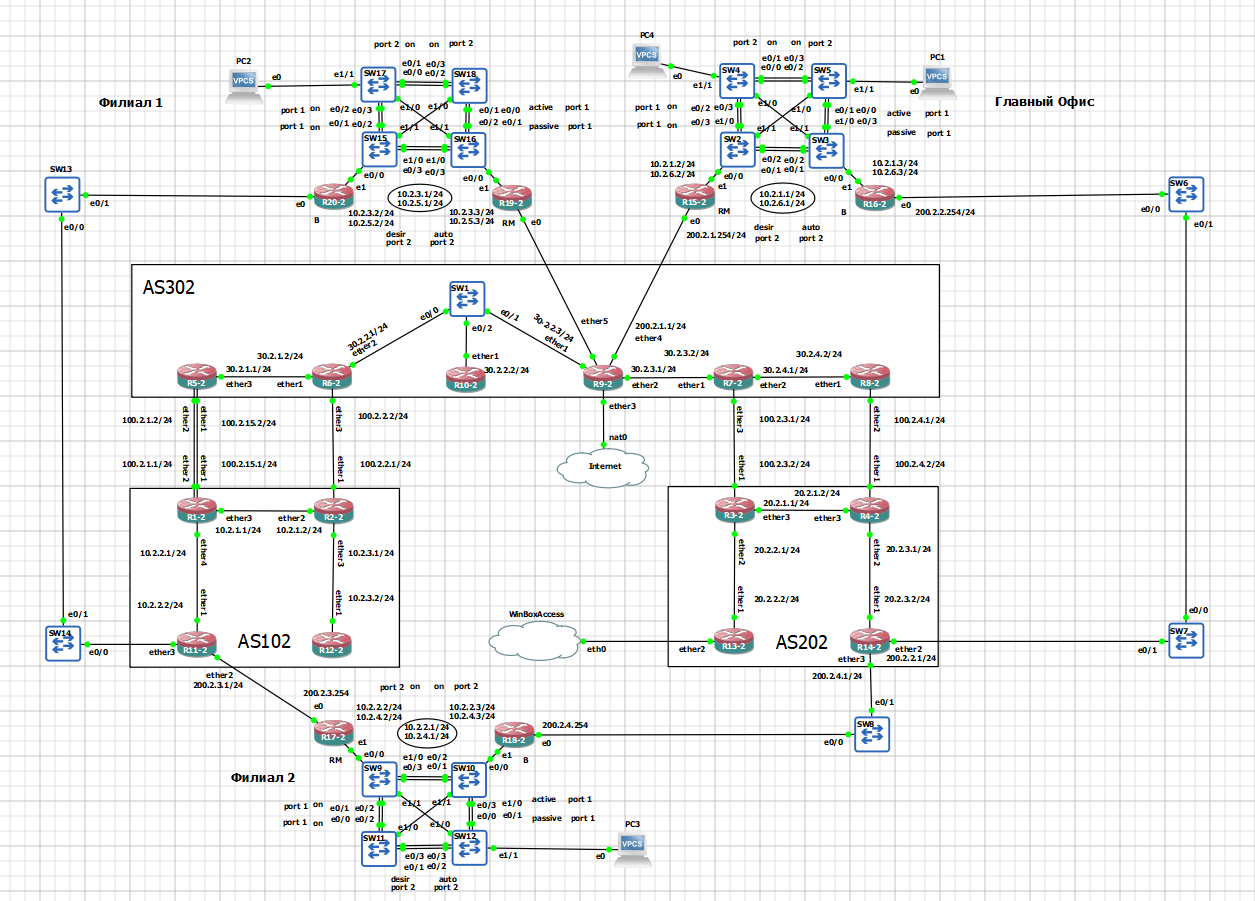 port 2 on on port 2
PC2
VPCS
e0
e1/1
SW17
e0/1 e0/3
e0/0 e0/2
SW18
Филиал 1
port 1 on
port 1 on
e0/2 e0/3
e0/1 e0/2
e1/0
e1/0
e1/1
e1/1
e0/1 e0/0
e0/2 e0/1
active port 1
passive port 1
SW15
SW16
e1/0 e1/0
e0/3 e0/3
e0/0
e0/0
e1
e1
SW13
e0/1
e0/0
e0
R20-2
B
10.2.3.2/24
10.2.5.2/24
10.2.3.1/24
10.2.5.1/24
10.2.3.3/24
10.2.5.3/24
R19-2
RM
e0
desir auto
port 2 port 2
PC4
VPCS
e0
e1/1
port 2 on on port 2
SW4
e0/1 e0/3
e0/0 e0/2
SW5
PC1
VPCS
e0
e1/1
Главный Офис
port 1 on
port 1 on
e0/2 e0/3
e0/3 e1/0
e1/0
e1/0
e1/1
e1/1
e0/1 e0/0
e1/0 e0/3
active port 1
passive port 1
SW2
SW3
e0/2 e0/2
e0/1 e0/1
e0/0
e0/0
e1
e1
10.2.1.2/24
10.2.6.2/24
R15-2
RM
e0
200.2.1.254/24
10.2.1.1/24
10.2.6.1/24
desir auto
port 2 port 2
10.2.1.3/24
10.2.6.3/24
R16-2
B
e0
200.2.2.254/24
SW6
e0/0
e0/1
AS302
SW1
e0/0
e0/1
e0/2
30.2.2.1/24
ether2
30.2.2.3/24
ether1
ether5
200.2.1.1/24
ether4
ether1
30.2.2.2/24
R10-2
30.2.1.2/24
30.2.1.1/24
R5-2
ether3 ether1
R6-2
R9-2
30.2.3.1/24
ether2
30.2.3.2/24
ether1
R7-2
30.2.4.1/24
ether2
30.2.4.2/24
ether1
R8-2
ether3
nat0
Internet
100.2.1.2/24
ether2
ether1
100.2.15.2/24
ether3
100.2.2.2/24
ether3
100.2.3.1/24
ether2
100.2.4.1/24
100.2.1.1/24
ether2
ether1
100.2.15.1/24
ether1
100.2.2.1/24
ether1
100.2.3.2/24
ether1
100.2.4.2/24
R1-2
ether3 ether2
10.2.1.1/24 10.2.1.2/24
R2-2
10.2.2.1/24
ether4
ether3
10.2.3.1/24
10.2.2.2/24
ether1
ether1
10.2.3.2/24
R11-2
AS102
R12-2
ether3
ether2
200.2.3.1/24
R3-2
20.2.1.1/24
ether3
20.2.1.2/24
ether3
R4-2
ether2
20.2.2.1/24
ether2
20.2.3.1/24
ether1
20.2.2.2/24
ether1
20.2.3.2/24
WinBoxAccess
eth0
ether2
R13-2
AS202
R14-2
ether3
ether2
200.2.2.1/24
200.2.4.1/24
SW7
e0/0
e0/1
SW14
e0/1
e0/0
SW8
e0/1
e0/0
port 2 on on port 2
200.2.3.254
e0
R17-2
RM
e1
e0/0
10.2.2.2/24
10.2.4.2/24
10.2.2.1/24
10.2.4.1/24
10.2.2.3/24
10.2.4.3/24
R18-2
200.2.4.254
e0
B
e1
e0/0
Филиал 2
SW9
e1/0 e0/2
e0/3 e0/1
SW10
port 1 on
port 1 on
e0/1 e0/2
e0/0 e0/2
e1/1
e1/1
e1/0
e1/0
e0/3 e1/0
e0/0 e0/1
active port 1
passive port 1
SW11
SW12
e0/3 e0/3
e0/1 e0/2
e1/1
e0
PC3
VPCS
desir auto
port 2 port 2